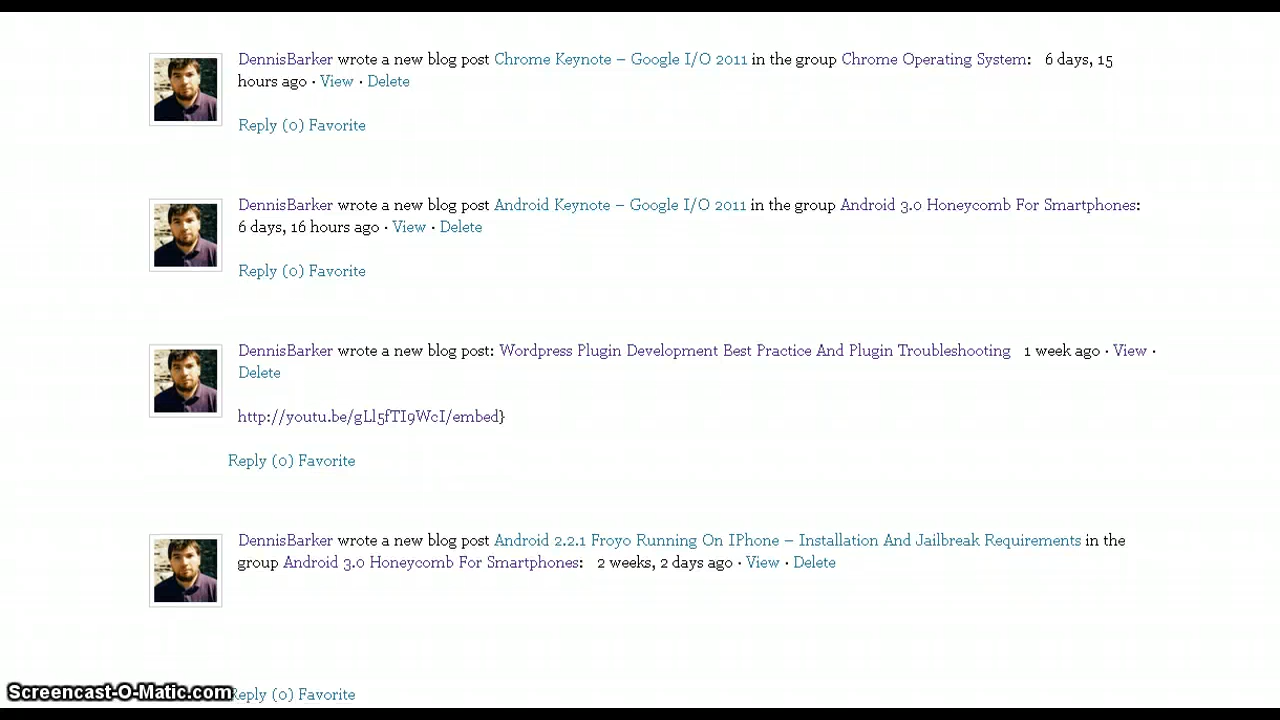 DennisBarker wrote a new blog post Chrome Keynote – Google I/O 2011 in the group Chrome Operating System: 6 days, 15
hours ago · View · Delete
Reply (0) Favorite
DennisBarker wrote a new blog post Android Keynote – Google I/O 2011 in the group Android 3.0 Honeycomb For Smartphones:
6 days, 16 hours ago · View · Delete
Reply (0) Favorite
DennisBarker wrote a new blog post: Wordpress Plugin Development Best Practice And Plugin Troubleshooting 1 week ago · View ·
Delete
http://youtu.be/gLl5fTI9WcI/embed}
Reply (0) Favorite
DennisBarker wrote a new blog post Android 2.2.1 Froyo Running On IPhone – Installation And Jailbreak Requirements in the
group Android 3.0 Honeycomb For Smartphones: 2 weeks, 2 days ago · View · Delete
Reply (0) Favorite
Screencast-O-Matic.com